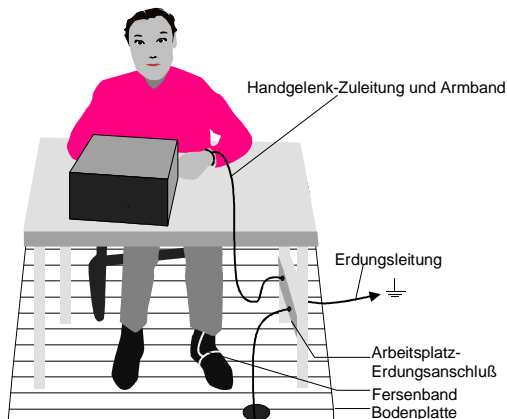 Handgelenk-Zuleitung und Armband
Erdungsleitung
Arbeitsplatz-
Erdungsanschluß
Fersenband
Bodenplatte